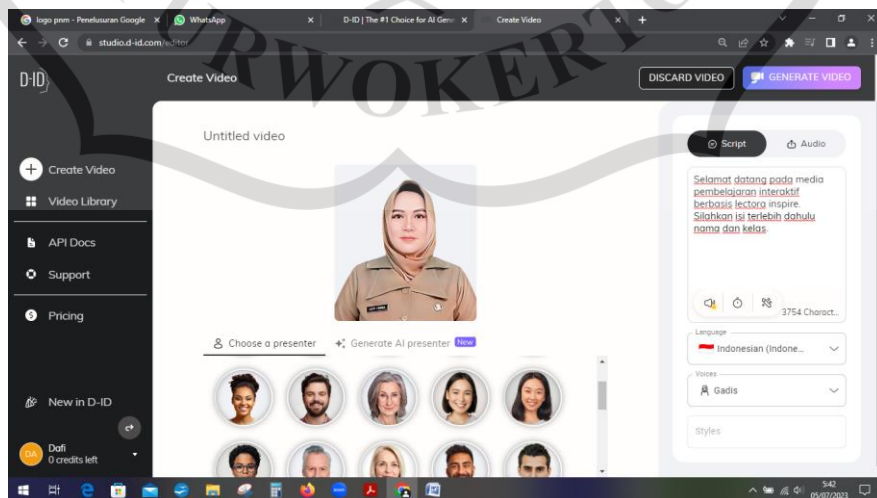 logo pnm - Penelusuran Google
WhatsApp
D-ID | The #1 Choice for AI Gene
Create Video
studio.d-id.com/editor
D-ID
Create Video
DISCARD VIDEO
GENERATE VIDEO
PURWOKERTO
Create Video
Video Library
API Docs
Support
Pricing
New in D-ID
DA
Dafi
0 credits left
Untitled video
Choose a presenter
Generate AI presenter
New
Script
Audio
Selamat datang pada media
pembelajaran interaktif
berbasis lectora inspire.
Silahkan isi terlebih dahulu
nama dan kelas.
3754 Charact...
Language
Indonesian (Indone...
Voices
Gadis
Styles
5:42
05/07/2023